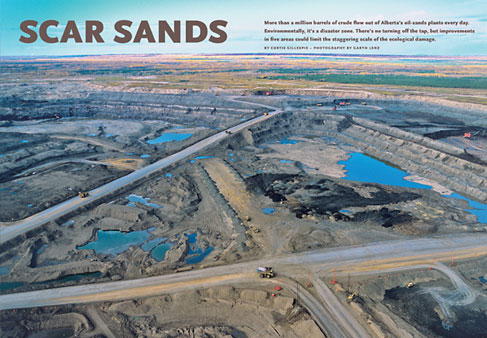 SCAR SANDS
More than a million barrels of crude flow out of Alberta's oil-sands plants every day.
Environmentally, it's a disaster zone. There's no turning off the tap, but improvements
in five areas could limit the staggering scale of the ecological damage.
BY CURTIS GILLESPIE · PHOTOGRAPHY BY GARTH LENZ